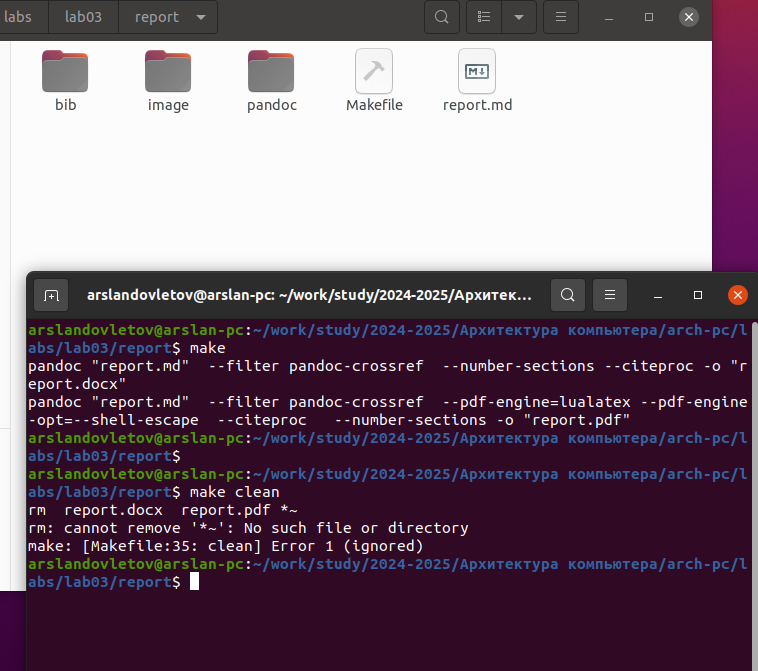 labs lab03 report
bib image pandoc Makefile report.md
arslandovletov@arslan-pc: ~/work/study/2024-2025/Архитек...
arslandovletov@arslan-pc:~/work/study/2024-2025/Архитектура компьютера/arch-pc/l
abs/lab03/report$ make
pandoc "report.md"  --filter pandoc-crossref  --number-sections --citeproc -o "r
eport.docx"
pandoc "report.md"  --filter pandoc-crossref  --pdf-engine=lualatex --pdf-engine
-opt=--shell-escape  --citeproc   --number-sections -o "report.pdf"
arslandovletov@arslan-pc:~/work/study/2024-2025/Архитектура компьютера/arch-pc/l
abs/lab03/report$
arslandovletov@arslan-pc:~/work/study/2024-2025/Архитектура компьютера/arch-pc/l
abs/lab03/report$ make clean
rm  report.docx  report.pdf *~
rm: cannot remove '*~': No such file or directory
make: [Makefile:35: clean] Error 1 (ignored)
arslandovletov@arslan-pc:~/work/study/2024-2025/Архитектура компьютера/arch-pc/l
abs/lab03/report$